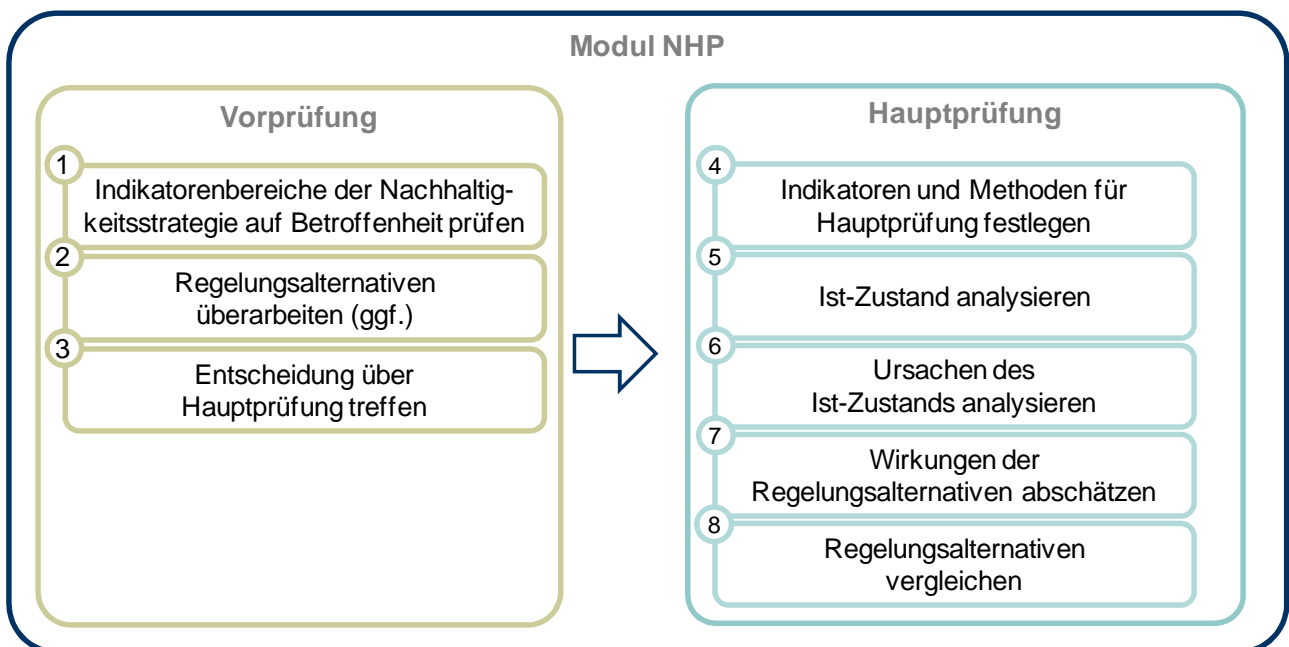 Modul NHP
Vorprüfung
1
Indikatorenbereiche der Nachhaltig-
keitsstrategie auf Betroffenheit prüfen
2
Regelungsalternativen
überarbeiten (ggf.)
3
Entscheidung über
Hauptprüfung treffen
Hauptprüfung
4
Indikatoren und Methoden für
Hauptprüfung festlegen
5
Ist-Zustand analysieren
6
Ursachen des
Ist-Zustands analysieren
7
Wirkungen der
Regelungsalternativen abschätzen
8
Regelungsalternativen
vergleichen